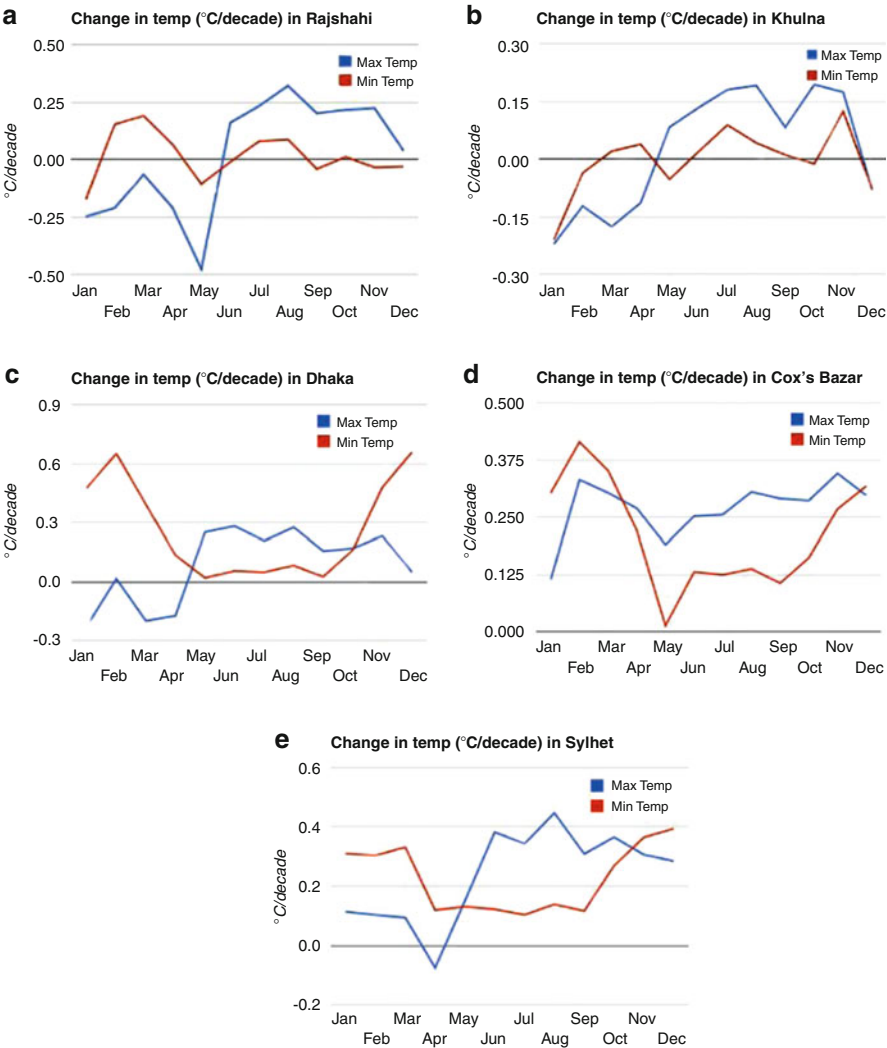 a
Change in temp (°C/decade) in Rajshahi
0.50
0.25
0.00
-0.25
-0.50
°C/decade
Max Temp
Min Temp
Jan Mar May Jul Sep Nov
Feb Apr Jun Aug Oct Dec
b
Change in temp (°C/decade) in Khulna
0.30
0.15
0.00
-0.15
-0.30
°C/decade
Max Temp
Min Temp
Jan Mar May Jul Sep Nov
Feb Apr Jun Aug Oct Dec
c
Change in temp (°C/decade) in Dhaka
0.9
0.6
0.3
0.0
-0.3
°C/decade
Max Temp
Min Temp
Jan Mar May Jul Sep Nov
Feb Apr Jun Aug Oct Dec
d
Change in temp (°C/decade) in Cox's Bazar
0.500
0.375
0.250
0.125
0.000
°C/decade
Max Temp
Min Temp
Jan Mar May Jul Sep Nov
Feb Apr Jun Aug Oct Dec
e
Change in temp (°C/decade) in Sylhet
0.6
0.4
0.2
0.0
-0.2
°C/decade
Max Temp
Min Temp
Jan Mar May Jul Sep Nov
Feb Apr Jun Aug Oct Dec